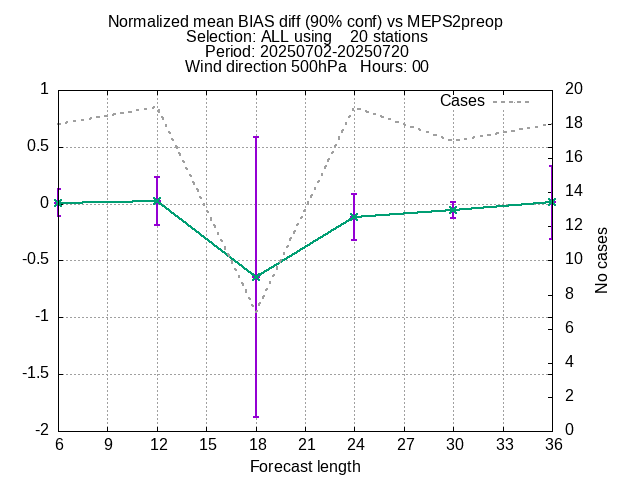 Normalized mean BIAS diff (90% conf) vs MEPS2preop
Selection: ALL using    20 stations
Period: 20250702-20250720
Wind direction 500hPa   Hours: 00
Cases
1
0.5
0
-0.5
-1
-1.5
-2
20
18
16
14
12
10
8
6
4
2
0
No cases
6 9 12 15 18 21 24 27 30 33 36
Forecast length